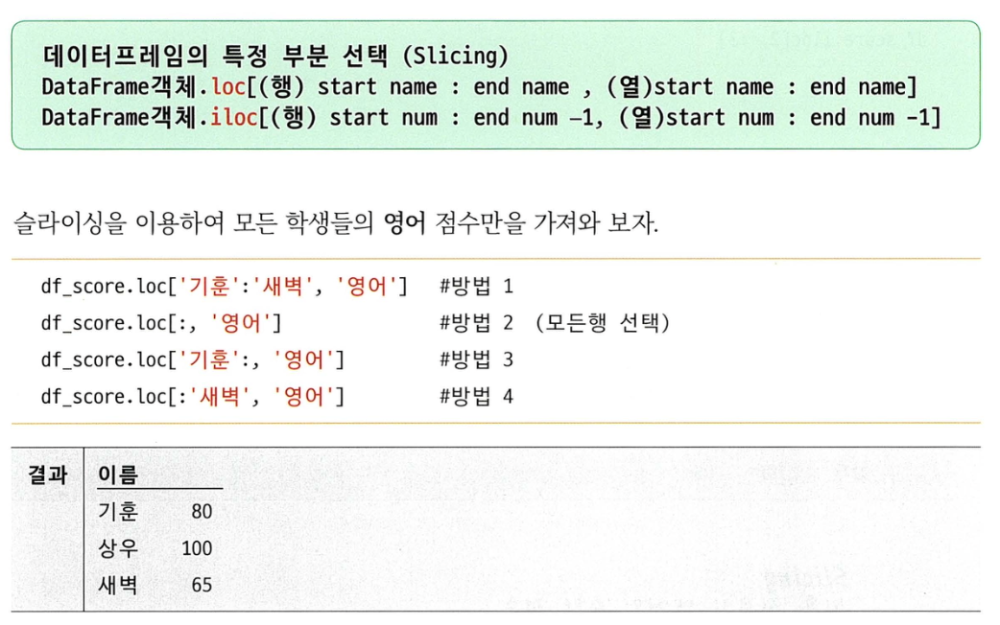 데이터프레임의 특정 부분 선택 (Slicing)
DataFrame객체.loc[(행) start name : end name , (열)start name : end name]
DataFrame객체.iloc[(행) start num : end num –1, (열)start num : end num -1]
슬라이싱을 이용하여 모든 학생들의 영어 점수만을 가져와 보자.
df_score.loc['기훈':'새벽', '영어'] #방법 1
df_score.loc[:, '영어'] #방법 2 (모든행 선택)
df_score.loc['기훈':, '영어'] #방법 3
df_score.loc[:'새벽', '영어'] #방법 4
결과 이름
기훈 80
상우 100
새벽 65